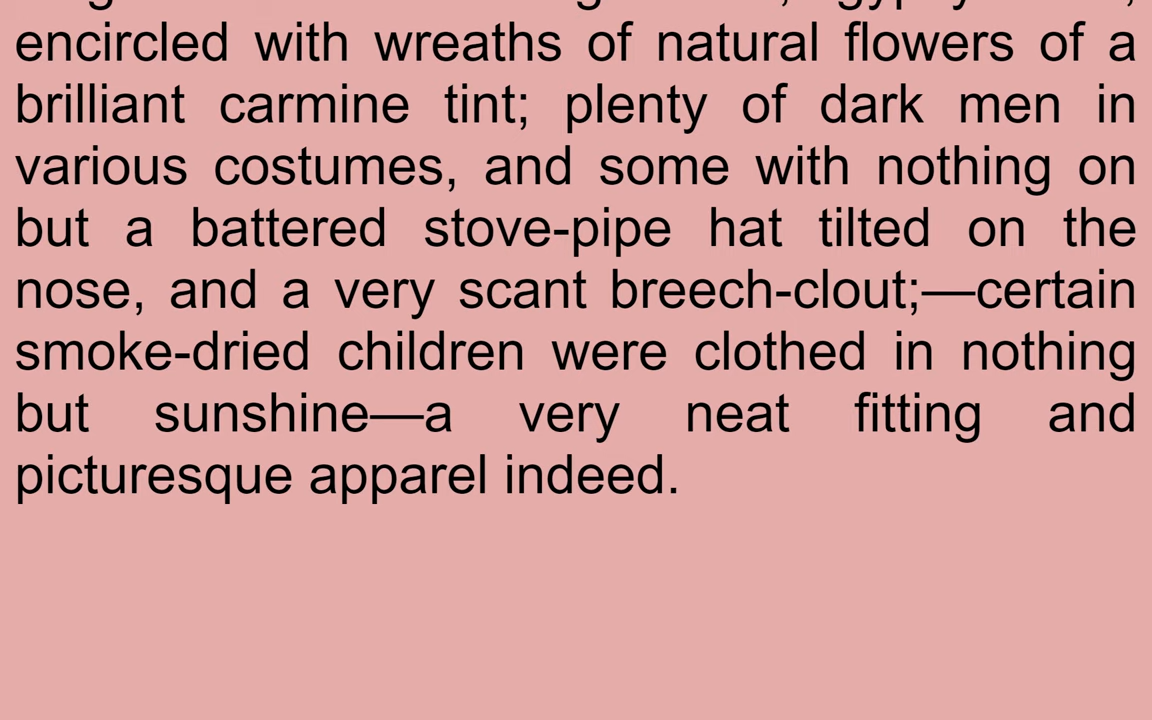 encircled with wreaths of natural flowers of a
brilliant carmine tint; plenty of dark men in
various costumes, and some with nothing on
but a battered stove-pipe hat tilted on the
nose, and a very scant breech-clout;—certain
smoke-dried children were clothed in nothing
but sunshine—a very neat fitting and
picturesque apparel indeed.